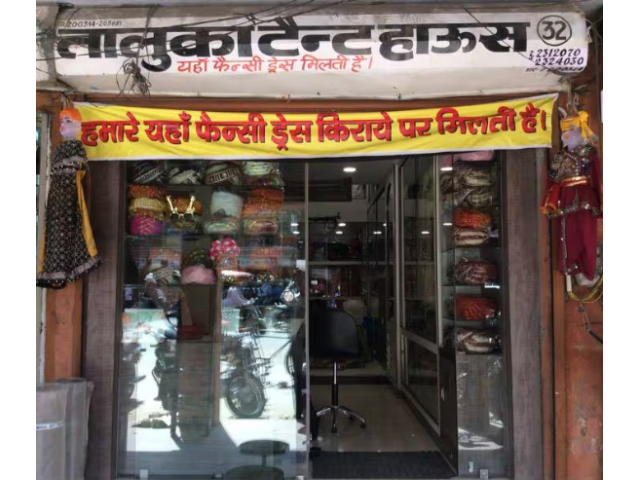 तालुका टैन्ट हाऊस
32
2312070
2324030
यहाँ फैन्सी ड्रेस मिलती है।
हमारे यहाँ फैन्सी ड्रेस किराये पर मिलती है।